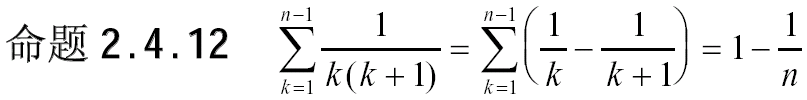 命题 2.4.12 $\sum_{k=1}^{n-1} \frac{1}{k(k+1)} = \sum_{k=1}^{n-1} \left( \frac{1}{k} - \frac{1}{k+1} \right) = 1 - \frac{1}{n}$